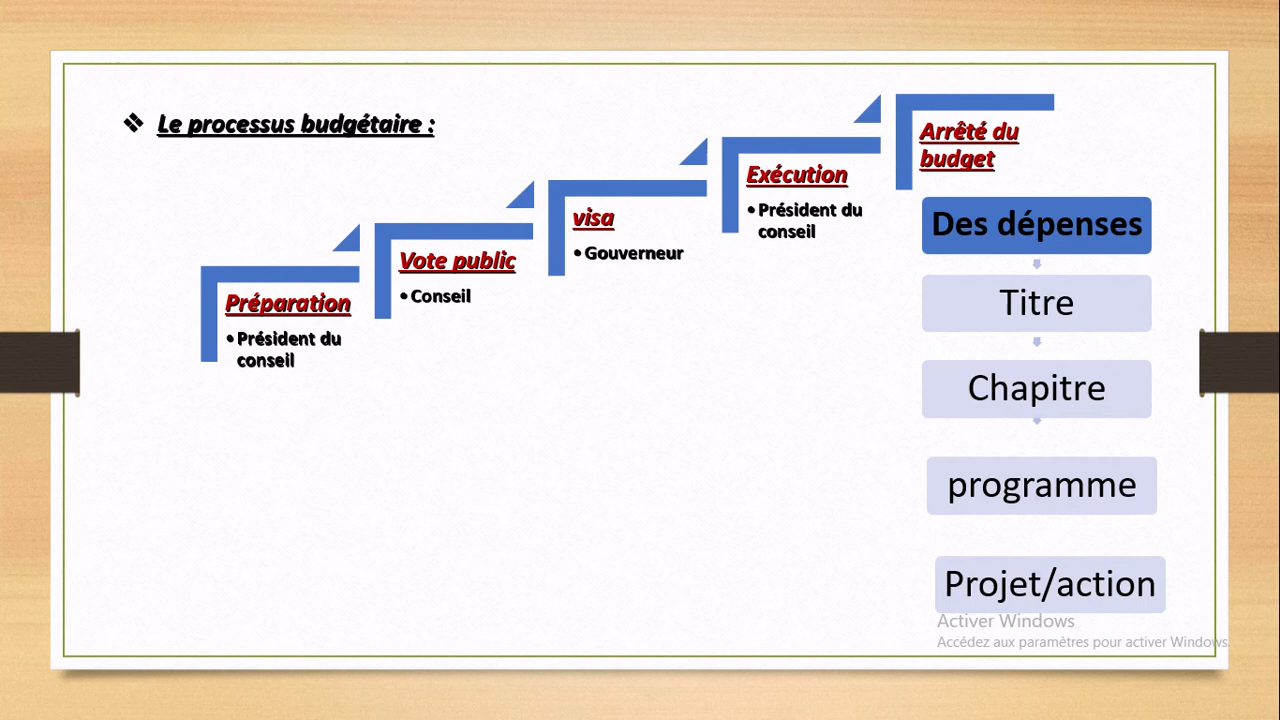 ❖ Le processus budgétaire :
Préparation
• Président du
conseil
Vote public
• Conseil
visa
• Gouverneur
Exécution
• Président du
conseil
Arrêté du
budget
Des dépenses
Titre
Chapitre
programme
Projet/action
Activer Windows
Accédez aux paramètres pour activer Windows.